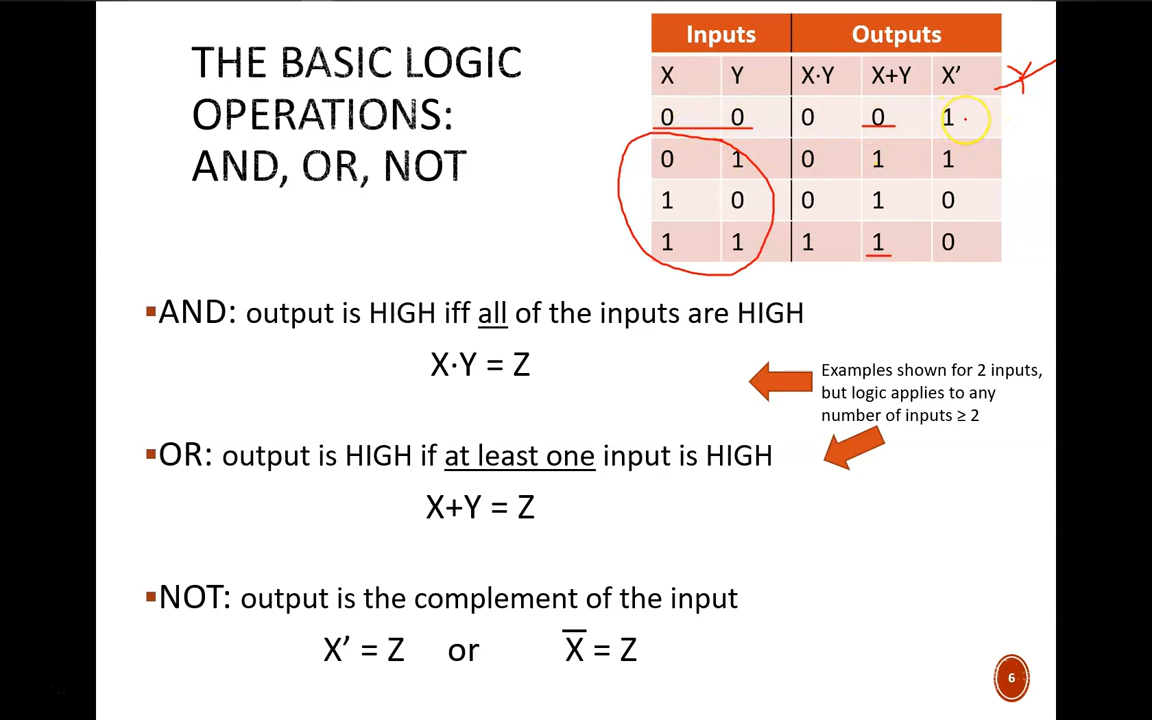 THE BASIC LOGIC
OPERATIONS:
AND, OR, NOT
Inputs Outputs
X Y X·Y X+Y X’
0 0 0 0 1
0 1 0 1 1
1 0 0 1 0
1 1 1 1 0
▪AND: output is HIGH iff all of the inputs are HIGH
X·Y = Z
Examples shown for 2 inputs,
but logic applies to any
number of inputs ≥ 2
▪OR: output is HIGH if at least one input is HIGH
X+Y = Z
▪NOT: output is the complement of the input
X’ = Z or X̅ = Z
6